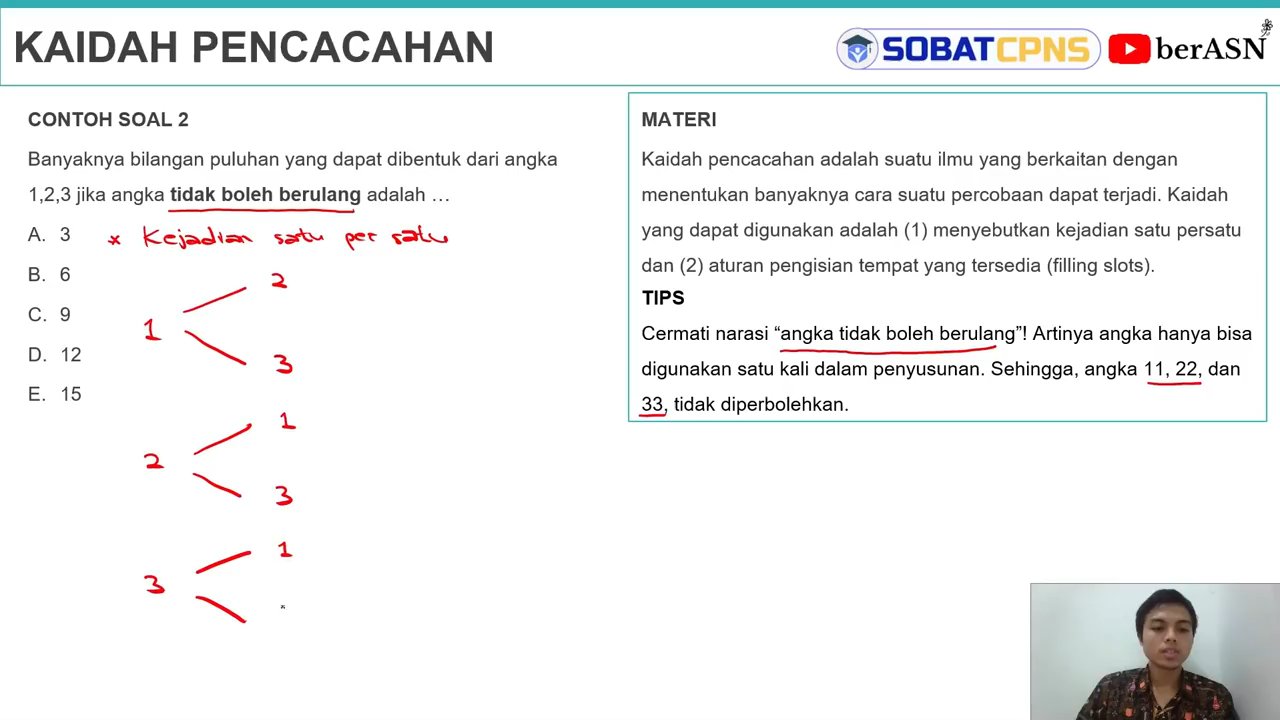 KAIDAH PENCACAHAN
SOBATCPNS
berASN
CONTOH SOAL 2
Banyaknya bilangan puluhan yang dapat dibentuk dari angka
1,2,3 jika angka tidak boleh berulang adalah …
A. 3
* Kejadian satu per satu
B. 6
C. 9
D. 12
E. 15
2
1
3
1
2
3
1
3
MATERI
Kaidah pencacahan adalah suatu ilmu yang berkaitan dengan
menentukan banyaknya cara suatu percobaan dapat terjadi. Kaidah
yang dapat digunakan adalah (1) menyebutkan kejadian satu persatu
dan (2) aturan pengisian tempat yang tersedia (filling slots).
TIPS
Cermati narasi “angka tidak boleh berulang”! Artinya angka hanya bisa
digunakan satu kali dalam penyusunan. Sehingga, angka 11, 22, dan
33, tidak diperbolehkan.